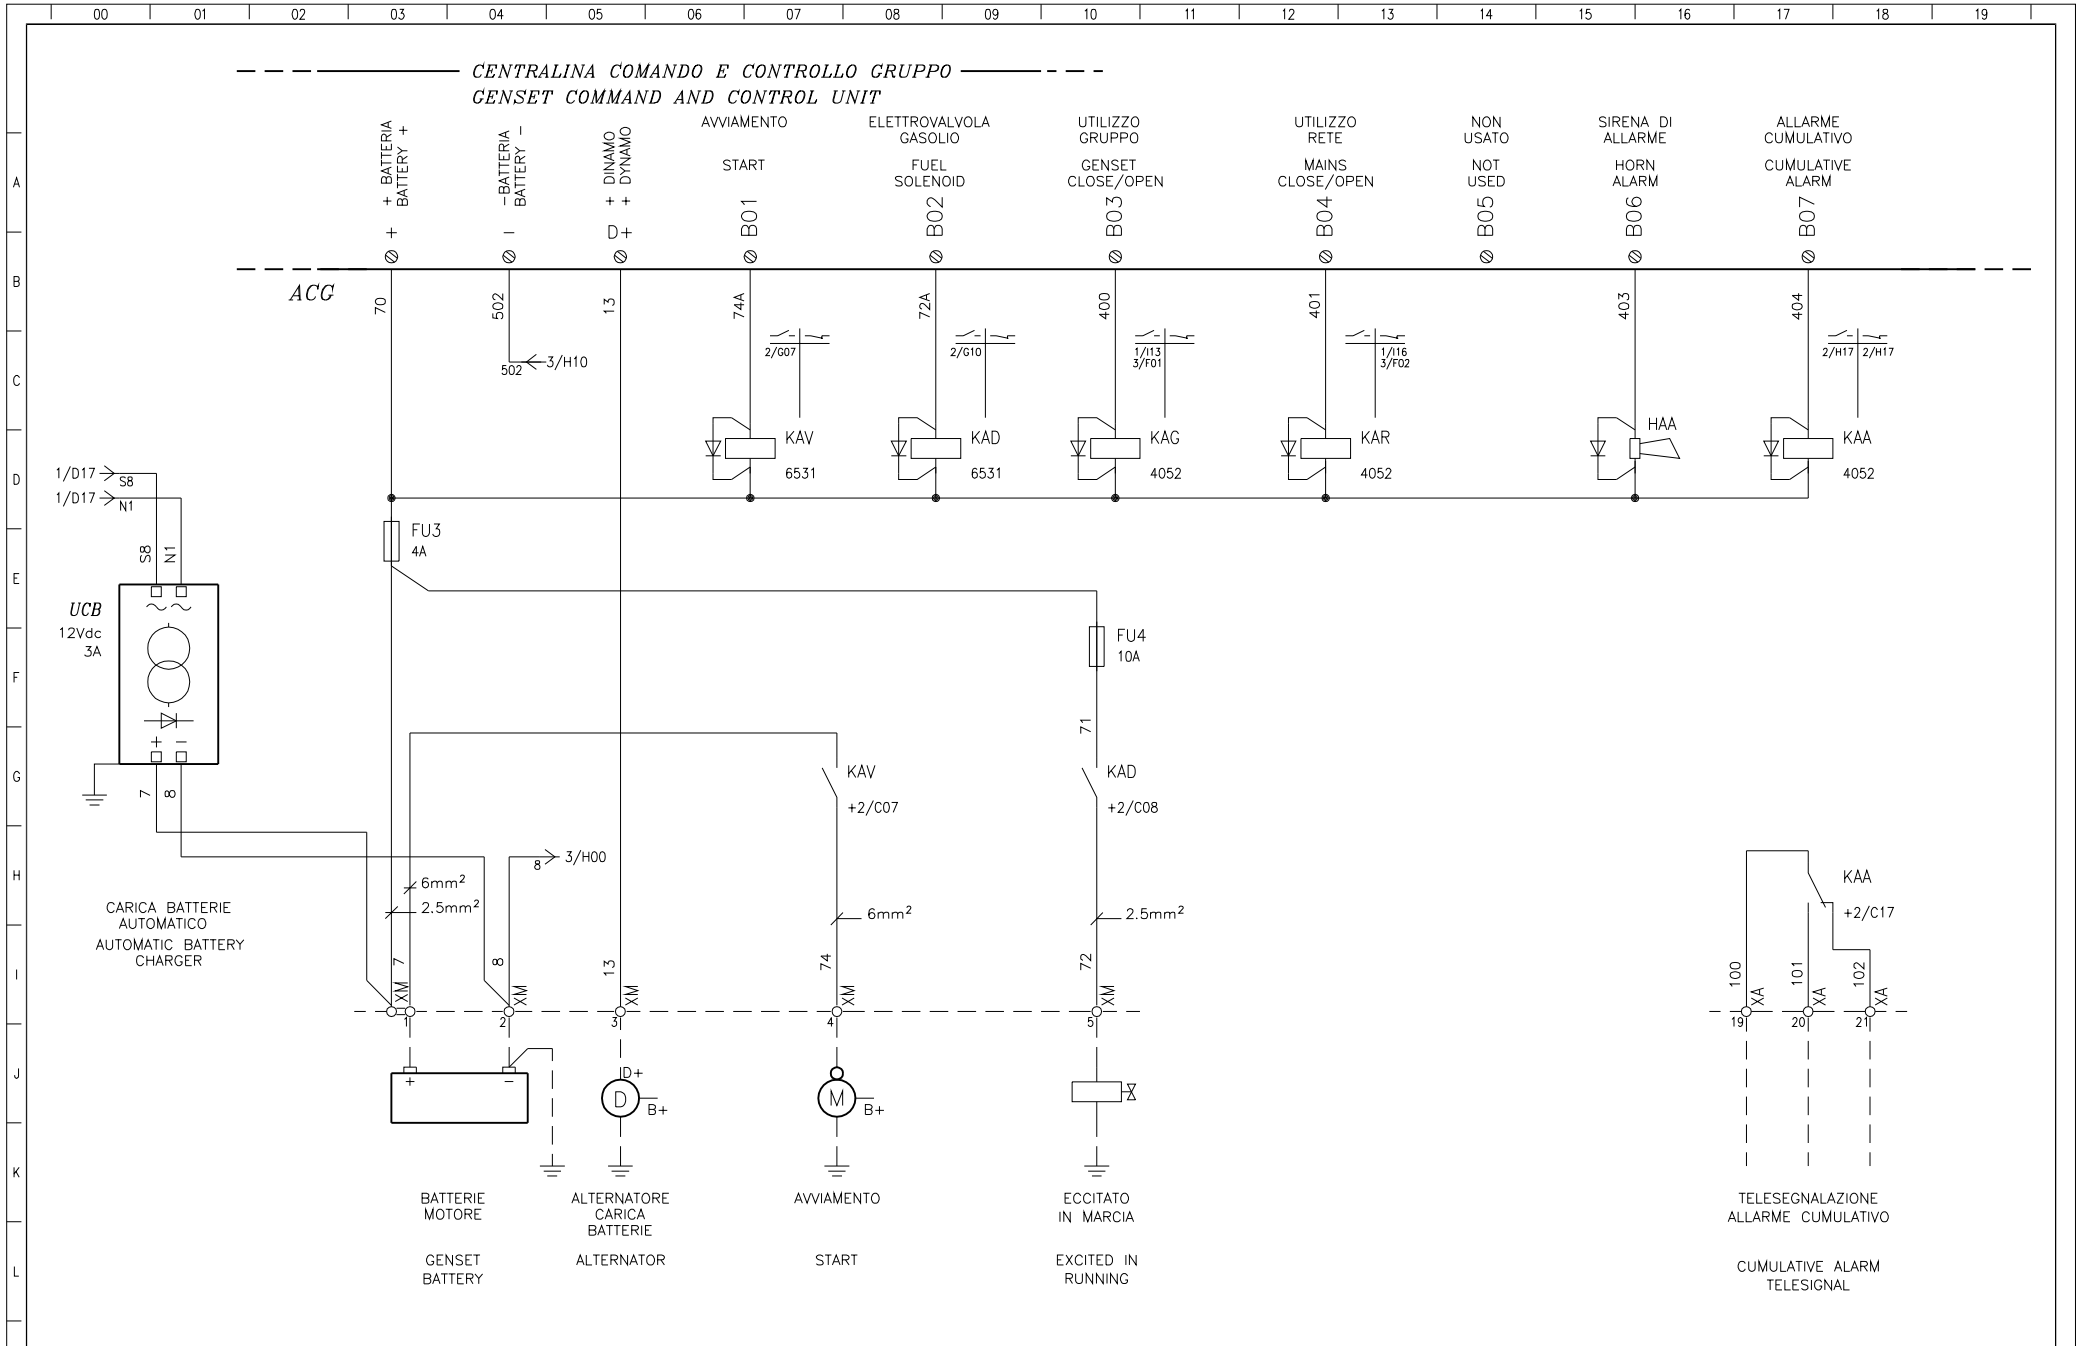 00 01 02 03 04 05 06 07 08 09 10 11 12 13 14 15 16 17 18 19
CENTRALINA COMANDO E CONTROLLO GRUPPO
GENSET COMMAND AND CONTROL UNIT
A
B
C
D
E
F
G
H
I
J
K
L
+ BATTERIA
BATTERY +
+
-BATTERIA
BATTERY -
-
+ DINAMO
+ DYNAMO
D+
AVVIAMENTO
START
B01
ELETTROVALVOLA
GASOLIO
FUEL
SOLENOID
B02
UTILIZZO
GRUPPO
GENSET
CLOSE/OPEN
B03
UTILIZZO
RETE
MAINS
CLOSE/OPEN
B04
NON
USATO
NOT
USED
B05
SIRENA DI
ALLARME
HORN
ALARM
B06
ALLARME
CUMULATIVO
CUMULATIVE
ALARM
B07
ACG
70
502
13
74A
72A
400
401
403
404
502
3/H10
2/G07
2/G10
1/I13
3/F01
1/I16
3/F02
2/H17 2/H17
KAV
6531
KAD
6531
KAG
4052
KAR
4052
HAA
KAA
4052
1/D17
S8
1/D17
N1
S8
N1
UCB
12Vdc
3A
+ -
7
8
CARICA BATTERIE
AUTOMATICO
AUTOMATIC BATTERY
CHARGER
FU3
4A
FU4
10A
71
KAV
+2/C07
KAD
+2/C08
8
3/H00
6mm²
2.5mm²
6mm²
2.5mm²
KAA
+2/C17
7
XM
8
XM
13
XM
74
XM
72
XM
100
XA
101
XA
102
XA
1
2
3
4
5
19
20
21
+ -
D+
D
B+
M
B+
BATTERIE
MOTORE
GENSET
BATTERY
ALTERNATORE
CARICA
BATTERIE
ALTERNATOR
AVVIAMENTO
START
ECCITATO
IN MARCIA
EXCITED IN
RUNNING
TELESEGNALAZIONE
ALLARME CUMULATIVO
CUMULATIVE ALARM
TELESIGNAL